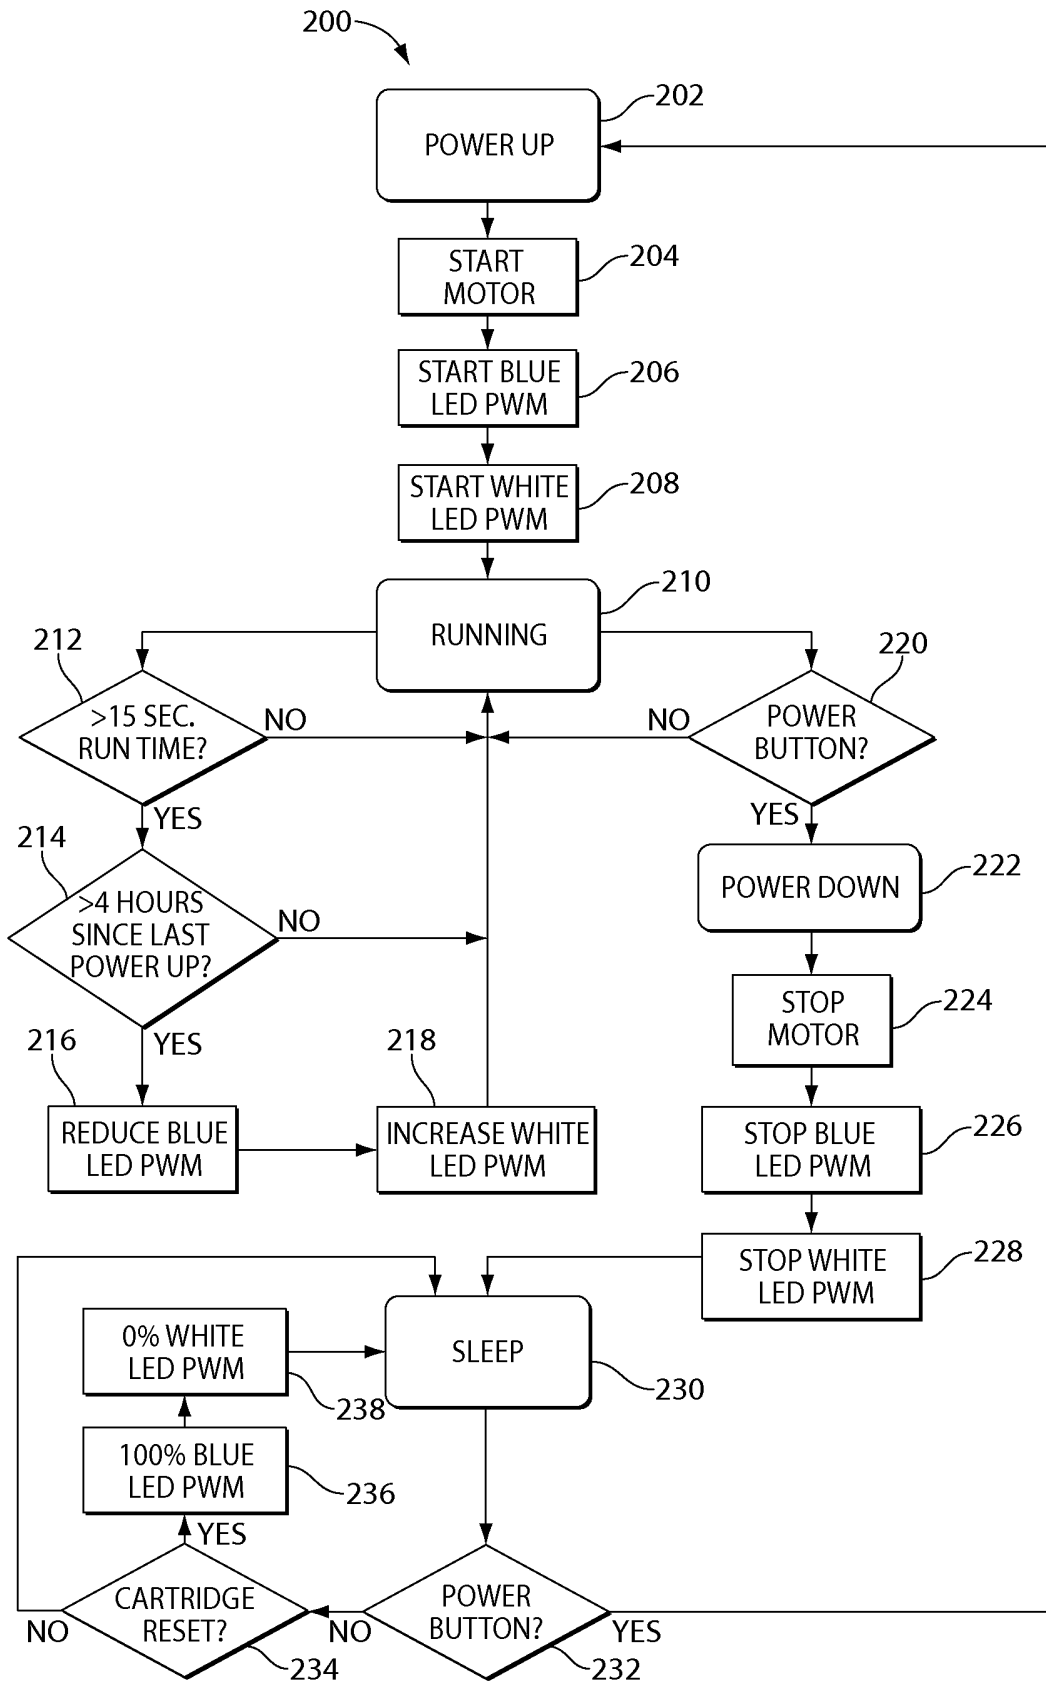 200
202
POWER UP
204
START
MOTOR
206
START BLUE
LED PWM
208
START WHITE
LED PWM
210
RUNNING
212
>15 SEC.
RUN TIME?
NO
YES
220
POWER
BUTTON?
NO
YES
214
>4 HOURS
SINCE LAST
POWER UP?
NO
YES
222
POWER DOWN
224
STOP
MOTOR
216
REDUCE BLUE
LED PWM
218
INCREASE WHITE
LED PWM
226
STOP BLUE
LED PWM
228
STOP WHITE
LED PWM
0% WHITE
LED PWM
238
SLEEP
230
100% BLUE
LED PWM
236
YES
CARTRIDGE
RESET?
NO
234
POWER
BUTTON?
NO
YES
232